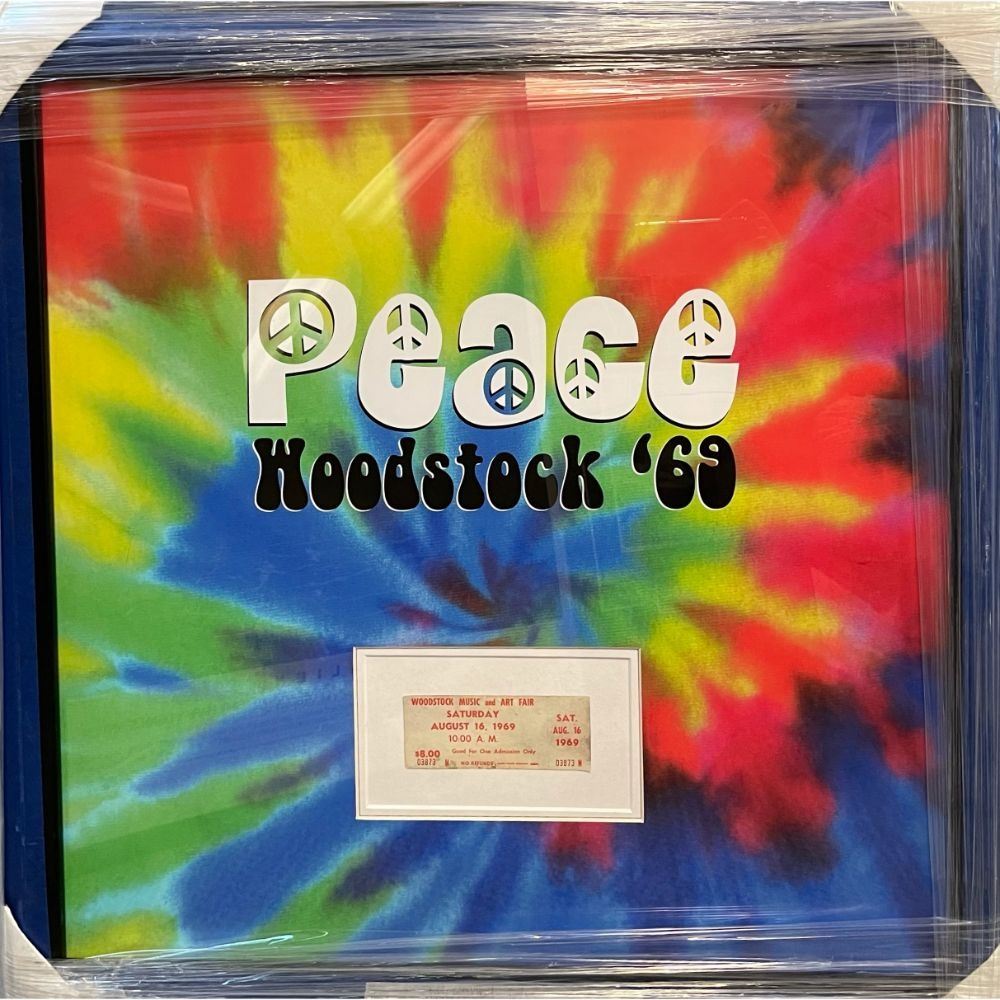 Peace
Woodstock '69
WOODSTOCK MUSIC and ART FAIR
SATURDAY
AUGUST 16, 1969
10:00 A. M.
$8.00 Good For One Admission Only
03873 N NO REFUNDS
SAT.
AUG. 16
1969
03873 N